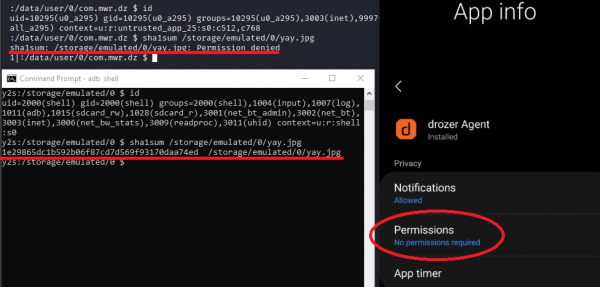 :/data/user/0/com.mwr.dz $ id
uid=10295(u0_a295) gid=10295(u0_a295) groups=10295(u0_a295),3003(inet),9997
all_a295) context=u:r:untrusted_app_25:s0:c512,c768
:/data/user/0/com.mwr.dz $ sha1sum /storage/emulated/0/yay.jpg
sha1sum: /storage/emulated/0/yay.jpg: Permission denied
1|:/data/user/0/com.mwr.dz $
Command Prompt - adb shell
y2s:/storage/emulated/0 $ id
uid=2000(shell) gid=2000(shell) groups=2000(shell),1004(input),1007(log),
1011(adb),1015(sdcard_rw),1028(sdcard_r),3001(net_bt_admin),3002(net_bt),
3003(inet),3006(net_bw_stats),3009(readproc),3011(uhid) context=u:r:shell
:s0
y2s:/storage/emulated/0 $ sha1sum /storage/emulated/0/yay.jpg
1e29865dc1b592b06f87cd7d569f93170daa74ed /storage/emulated/0/yay.jpg
y2s:/storage/emulated/0 $
App info
drozer Agent
Installed
Privacy
Notifications
Allowed
Permissions
No permissions required
App timer